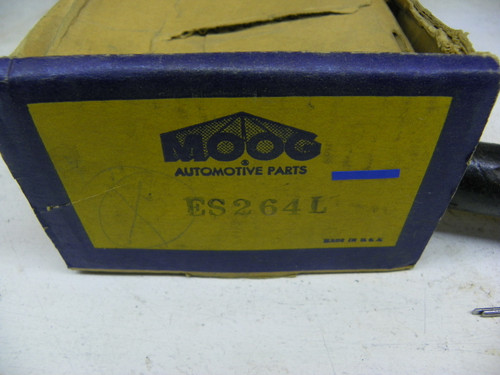 MOOG
®
AUTOMOTIVE PARTS
ES264L
MADE IN U.S.A.